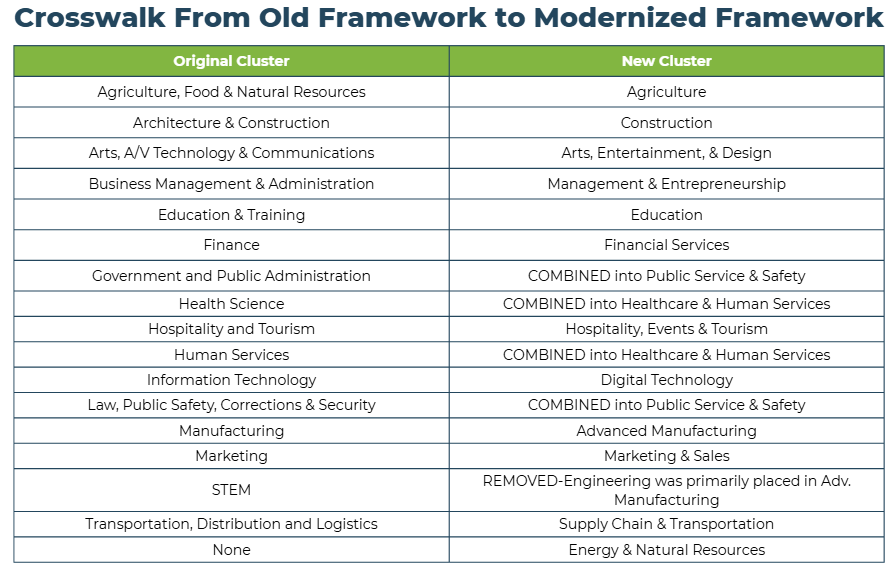 Crosswalk From Old Framework to Modernized Framework
Original Cluster New Cluster
Agriculture, Food & Natural Resources Agriculture
Architecture & Construction Construction
Arts, A/V Technology & Communications Arts, Entertainment, & Design
Business Management & Administration Management & Entrepreneurship
Education & Training Education
Finance Financial Services
Government and Public Administration COMBINED into Public Service & Safety
Health Science COMBINED into Healthcare & Human Services
Hospitality and Tourism Hospitality, Events & Tourism
Human Services COMBINED into Healthcare & Human Services
Information Technology Digital Technology
Law, Public Safety, Corrections & Security COMBINED into Public Service & Safety
Manufacturing Advanced Manufacturing
Marketing Marketing & Sales
STEM REMOVED-Engineering was primarily placed in Adv.
Manufacturing
Transportation, Distribution and Logistics Supply Chain & Transportation
None Energy & Natural Resources